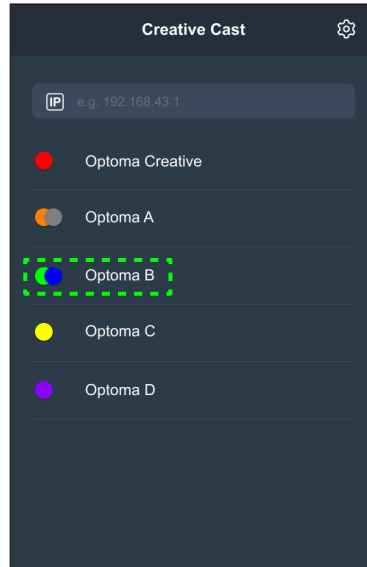 Creative Cast
IP e.g. 192.168.43.1
Optoma Creative
Optoma A
Optoma B
Optoma C
Optoma D